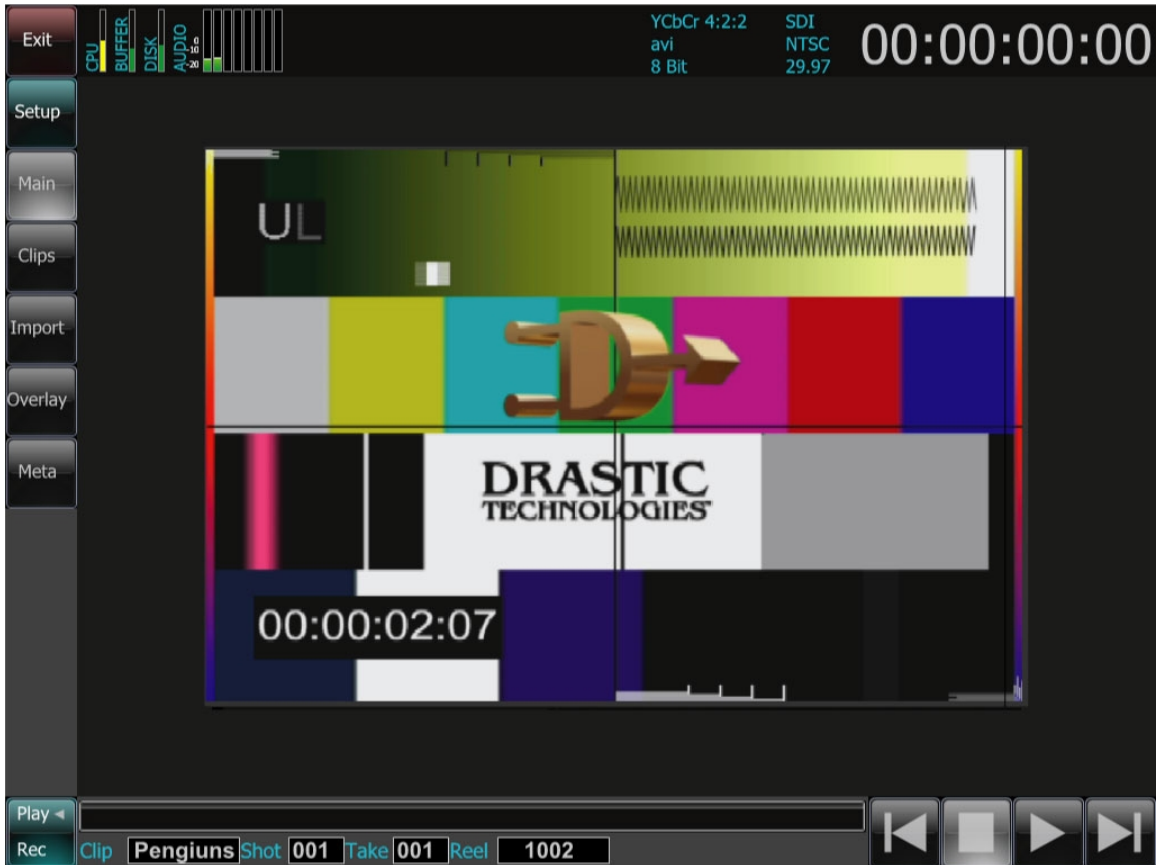 Exit
CPU
BUFFER
DISK
AUDIO
0
-10
-20
YCbCr 4:2:2
avi
8 Bit
SDI
NTSC
29.97
00:00:00:00
Setup
Main
Clips
Import
Overlay
Meta
UL
DRASTIC
TECHNOLOGIES
00:00:02:07
Play
Rec
Clip Pengiuns Shot 001 Take 001 Reel 1002